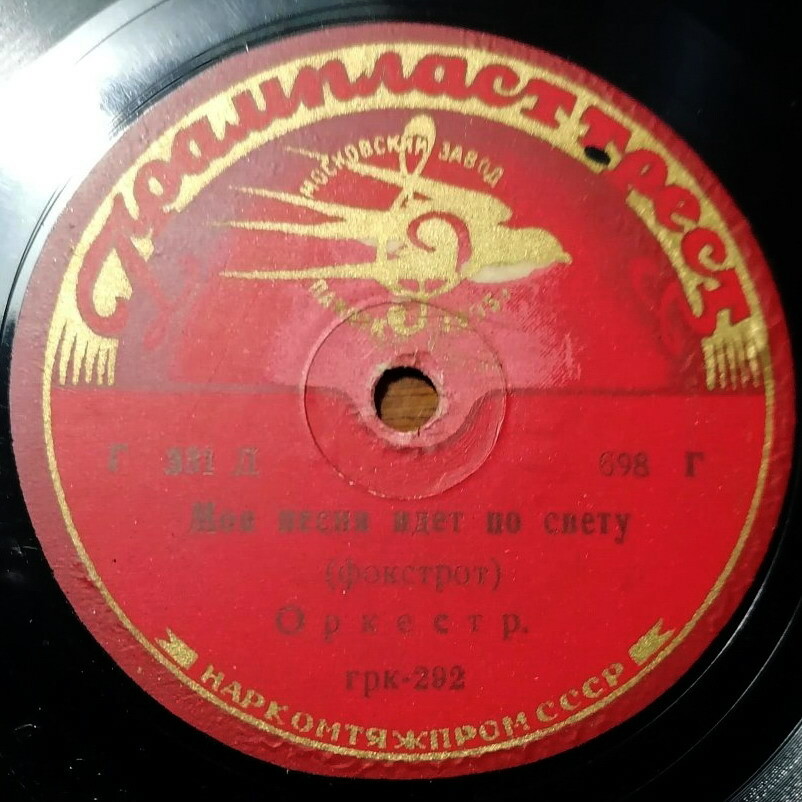 Грампласттрест
МОСКОВСКИЙ ЗАВОД
Г 331 Д 698 Г
Моя песня идет по свету
(фокстрот)
Оркестр.
грк-292
НАРКОМТЯЖПРОМ СССР